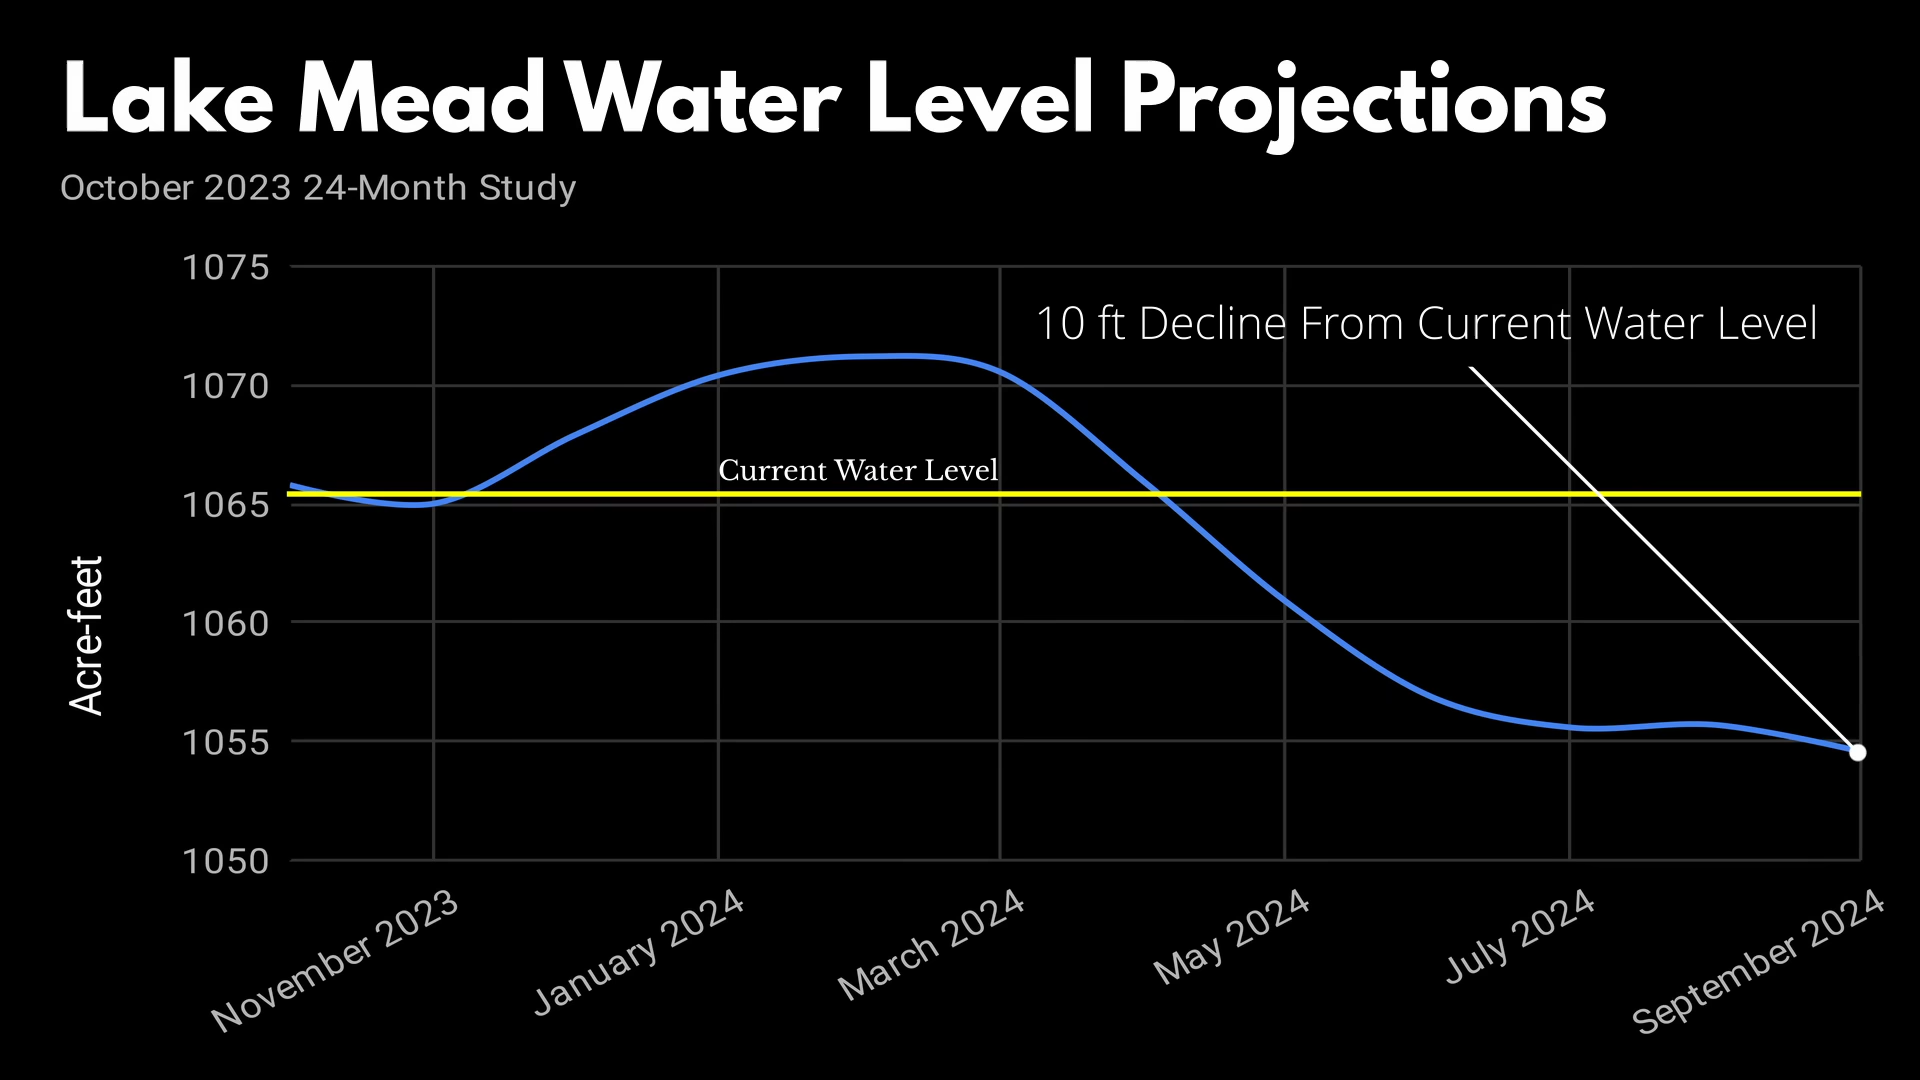 Lake Mead Water Level Projections
October 2023 24-Month Study
1075
10 ft Decline From Current Water Level
1070
Current Water Level
1065
1060
Acre-feet
1055
1050
November 2023
January 2024
March 2024
May 2024
July 2024
September 2024